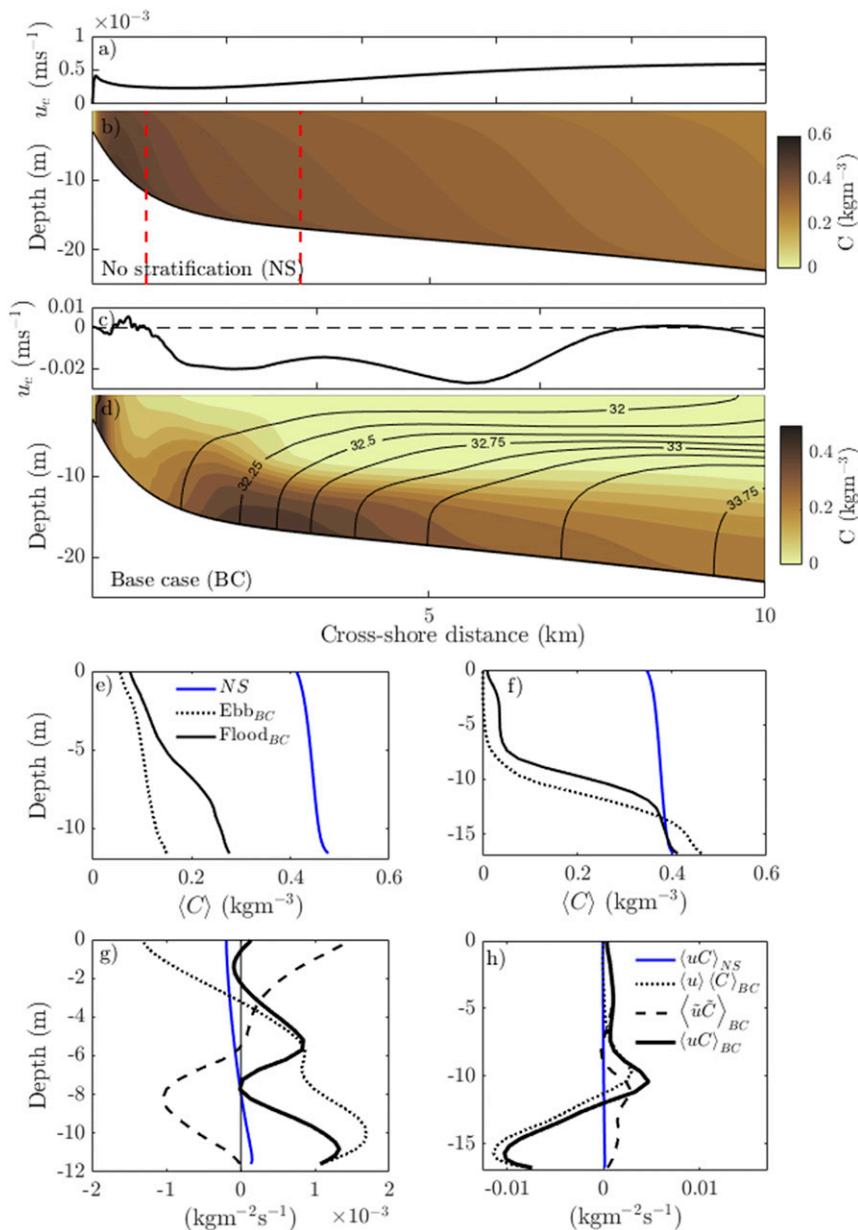 ×10⁻³
a)
1
0.5
0
u_e (ms⁻¹)
b)
0
-10
-20
Depth (m)
No stratification (NS)
0.6
0.4
0.2
0
C (kgm⁻³)
c)
0.01
0
-0.02
u_e (ms⁻¹)
d)
0
-10
-20
Depth (m)
32
32.25
32.5
32.75
33
33.75
Base case (BC)
0.4
0.2
0
C (kgm⁻³)
5 10
Cross-shore distance (km)
e)
0
-5
-10
Depth (m)
NS
Ebb_BC
Flood_BC
0 0.2 0.4 0.6
⟨C⟩ (kgm⁻³)
f)
0
-5
-10
-15
0 0.2 0.4 0.6
⟨C⟩ (kgm⁻³)
g)
0
-2
-4
-6
-8
-10
-12
Depth (m)
-2 -1 0 1 2
(kgm⁻²s⁻¹) ×10⁻³
h)
0
-5
-10
-15
⟨uC⟩_NS
⟨u⟩ ⟨C⟩_BC
⟨ũC̃⟩_BC
⟨uC⟩_BC
-0.01 0 0.01
(kgm⁻²s⁻¹)